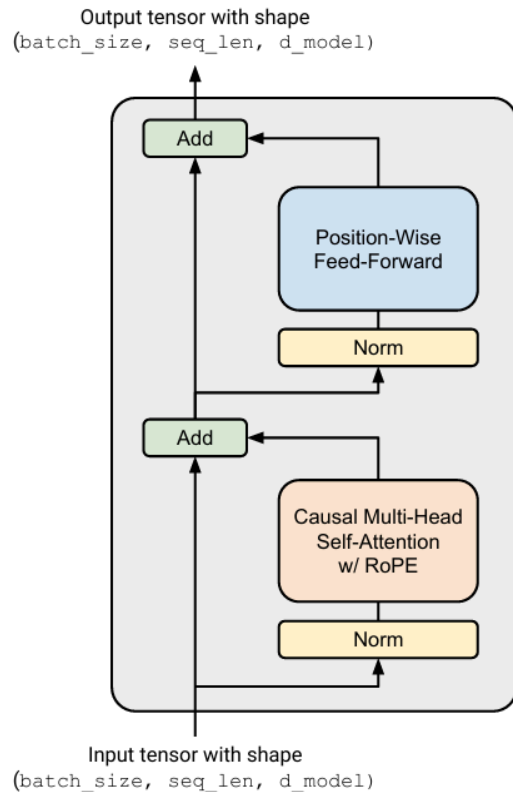 Output tensor with shape
(batch_size, seq_len, d_model)
Add
Position-Wise
Feed-Forward
Norm
Add
Causal Multi-Head
Self-Attention
w/ RoPE
Norm
Input tensor with shape
(batch_size, seq_len, d_model)